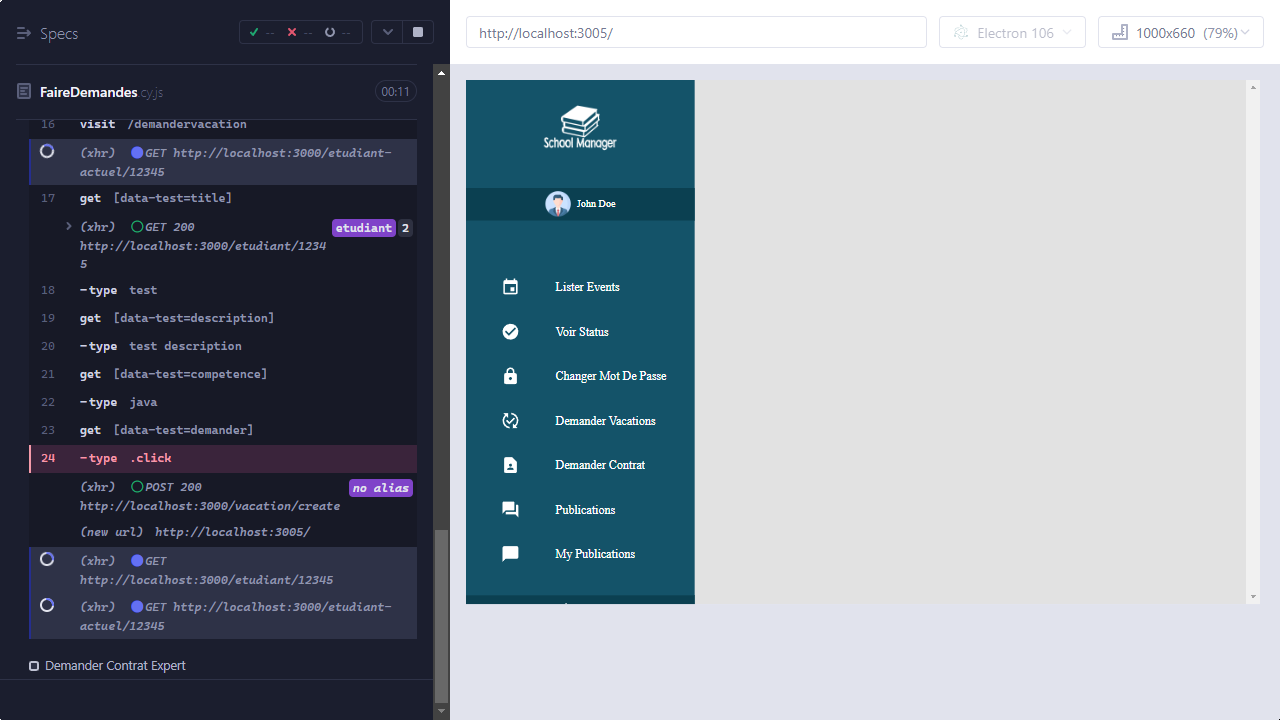 Specs
--
--
--
FaireDemandes cy.js
00:11
16 visit /demandervacation
(xhr) GET http://localhost:3000/etudiant-
actuel/12345
17 get [data-test=title]
(xhr) GET 200
etudiant 2
http://localhost:3000/etudiant/1234
5
18 -type test
19 get [data-test=description]
20 -type test description
21 get [data-test=competence]
22 -type java
23 get [data-test=demander]
24 -type .click
(xhr) POST 200
no alias
http://localhost:3000/vacation/create
(new url) http://localhost:3005/
(xhr) GET
http://localhost:3000/etudiant/12345
(xhr) GET http://localhost:3000/etudiant-
actuel/12345
Demander Contrat Expert
http://localhost:3005/
Electron 106
1000x660 (79%)
School Manager
John Doe
Lister Events
Voir Status
Changer Mot De Passe
Demander Vacations
Demander Contrat
Publications
My Publications